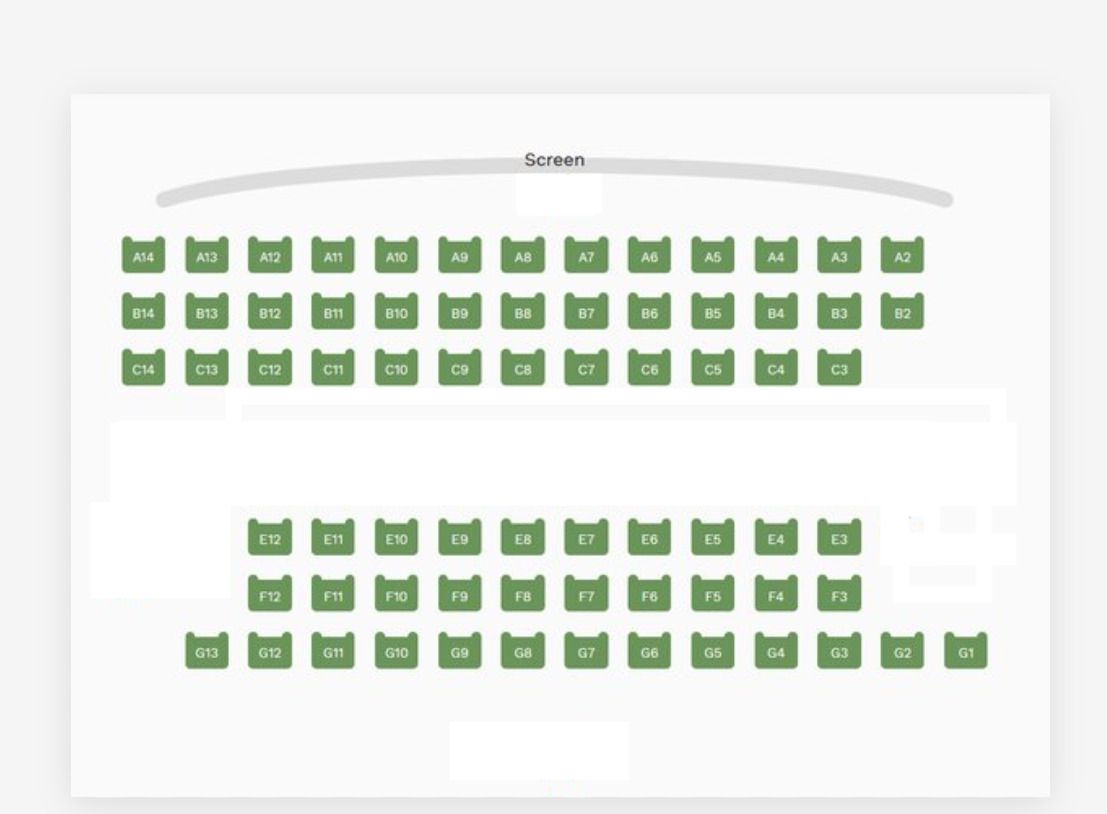 Screen
A14 A13 A12 A11 A10 A9 A8 A7 A6 A5 A4 A3 A2
B14 B13 B12 B11 B10 B9 B8 B7 B6 B5 B4 B3 B2
C14 C13 C12 C11 C10 C9 C8 C7 C6 C5 C4 C3
E12 E11 E10 E9 E8 E7 E6 E5 E4 E3
F12 F11 F10 F9 F8 F7 F6 F5 F4 F3
G13 G12 G11 G10 G9 G8 G7 G6 G5 G4 G3 G2 G1